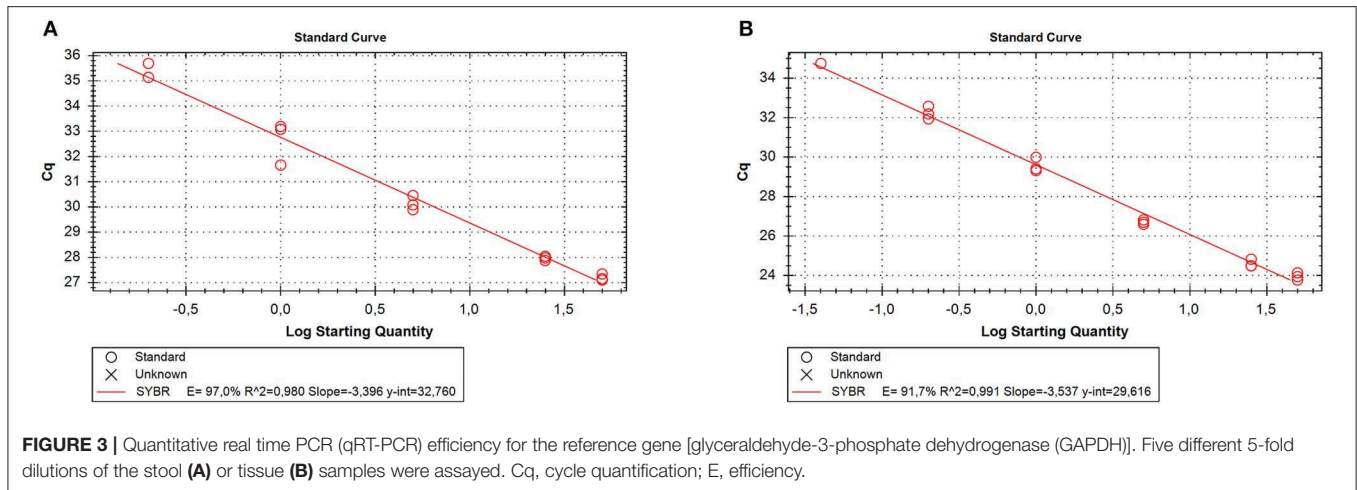 A
Standard Curve
36
35
34
33
32
31
30
29
28
27
Cq
-0,5 0,0 0,5 1,0 1,5
Log Starting Quantity
Standard
Unknown
SYBR E= 97,0% R^2=0,980 Slope=-3,396 y-int=32,760
B
Standard Curve
34
32
30
28
26
24
Cq
-1,5 -1,0 -0,5 0,0 0,5 1,0 1,5
Log Starting Quantity
Standard
Unknown
SYBR E= 91,7% R^2=0,991 Slope=-3,537 y-int=29,616
FIGURE 3 | Quantitative real time PCR (qRT-PCR) efficiency for the reference gene [glyceraldehyde-3-phosphate dehydrogenase (GAPDH)]. Five different 5-fold
dilutions of the stool (A) or tissue (B) samples were assayed. Cq, cycle quantification; E, efficiency.